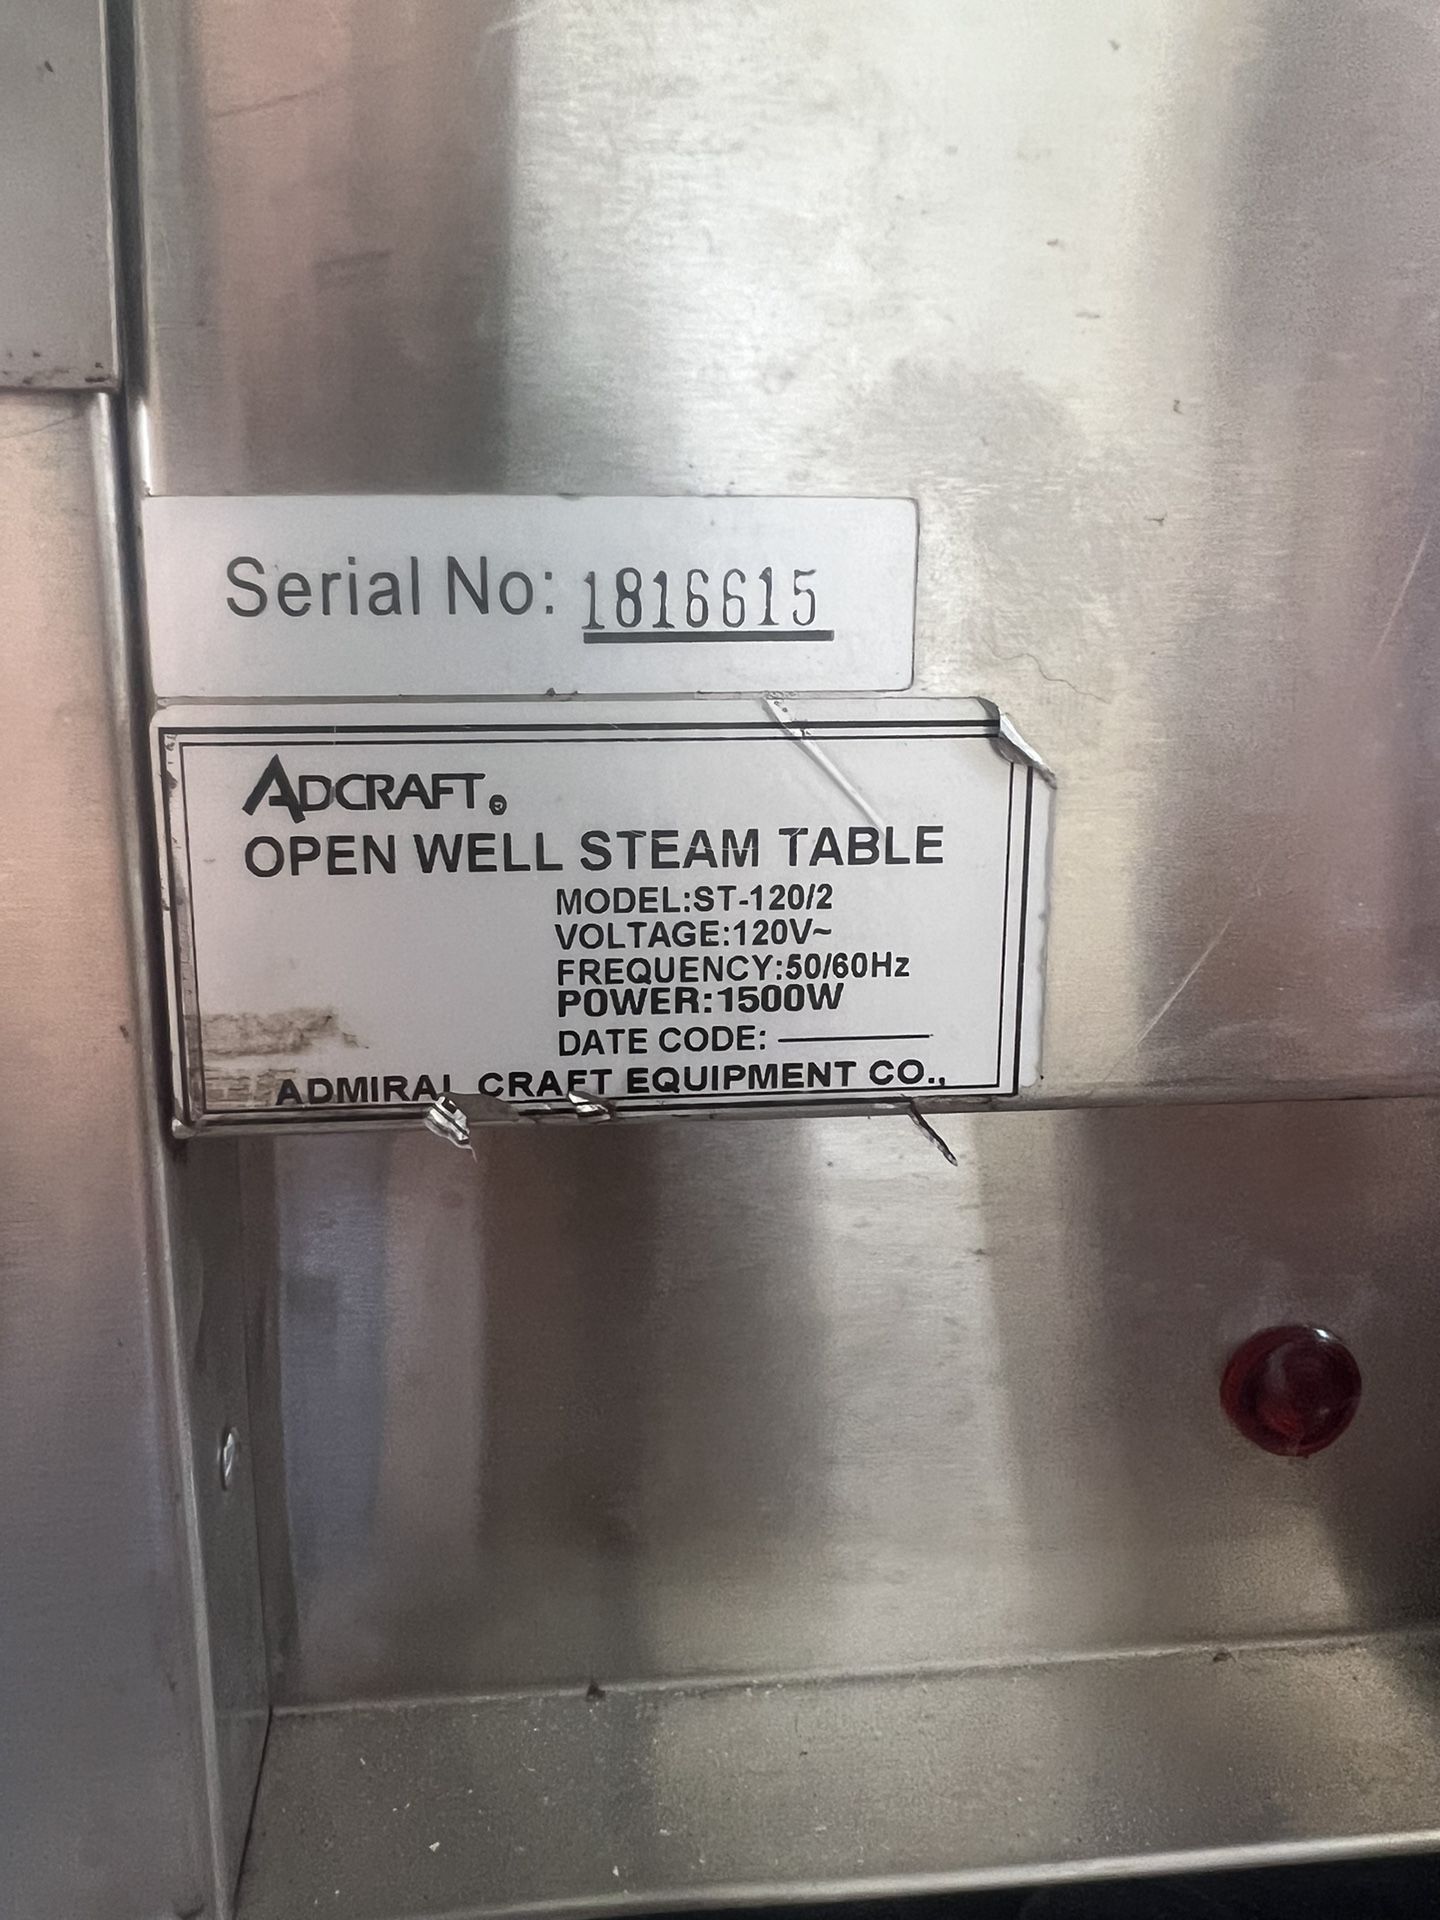 Serial No: 1816615
ADCRAFT®
OPEN WELL STEAM TABLE
MODEL:ST-120/2
VOLTAGE:120V~
FREQUENCY:50/60Hz
POWER:1500W
DATE CODE:
ADMIRAL CRAFT EQUIPMENT CO.,